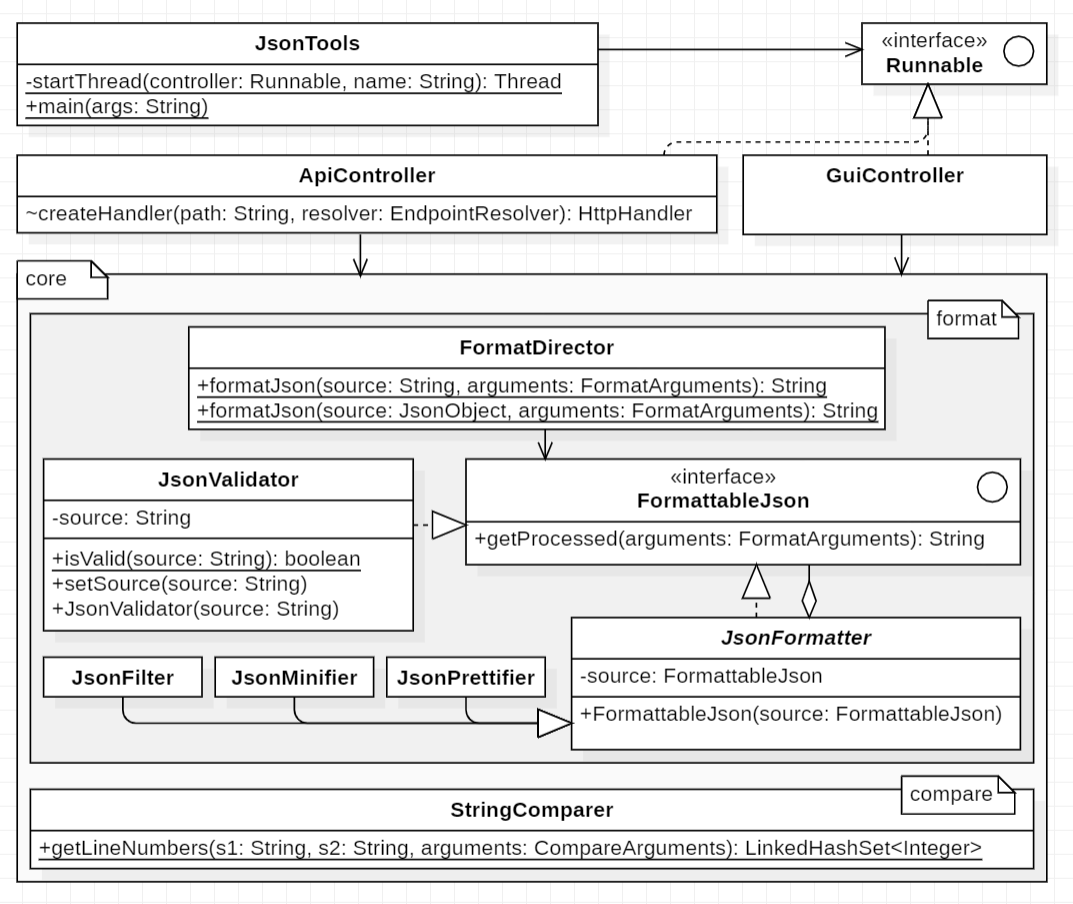 JsonTools
-startThread(controller: Runnable, name: String): Thread
+main(args: String)
«interface»
Runnable
ApiController
~createHandler(path: String, resolver: EndpointResolver): HttpHandler
GuiController
core
format
FormatDirector
+formatJson(source: String, arguments: FormatArguments): String
+formatJson(source: JsonObject, arguments: FormatArguments): String
JsonValidator
-source: String
+isValid(source: String): boolean
+setSource(source: String)
+JsonValidator(source: String)
«interface»
FormattableJson
+getProcessed(arguments: FormatArguments): String
JsonFormatter
-source: FormattableJson
+FormattableJson(source: FormattableJson)
JsonFilter
JsonMinifier
JsonPrettifier
compare
StringComparer
+getLineNumbers(s1: String, s2: String, arguments: CompareArguments): LinkedHashSet<Integer>